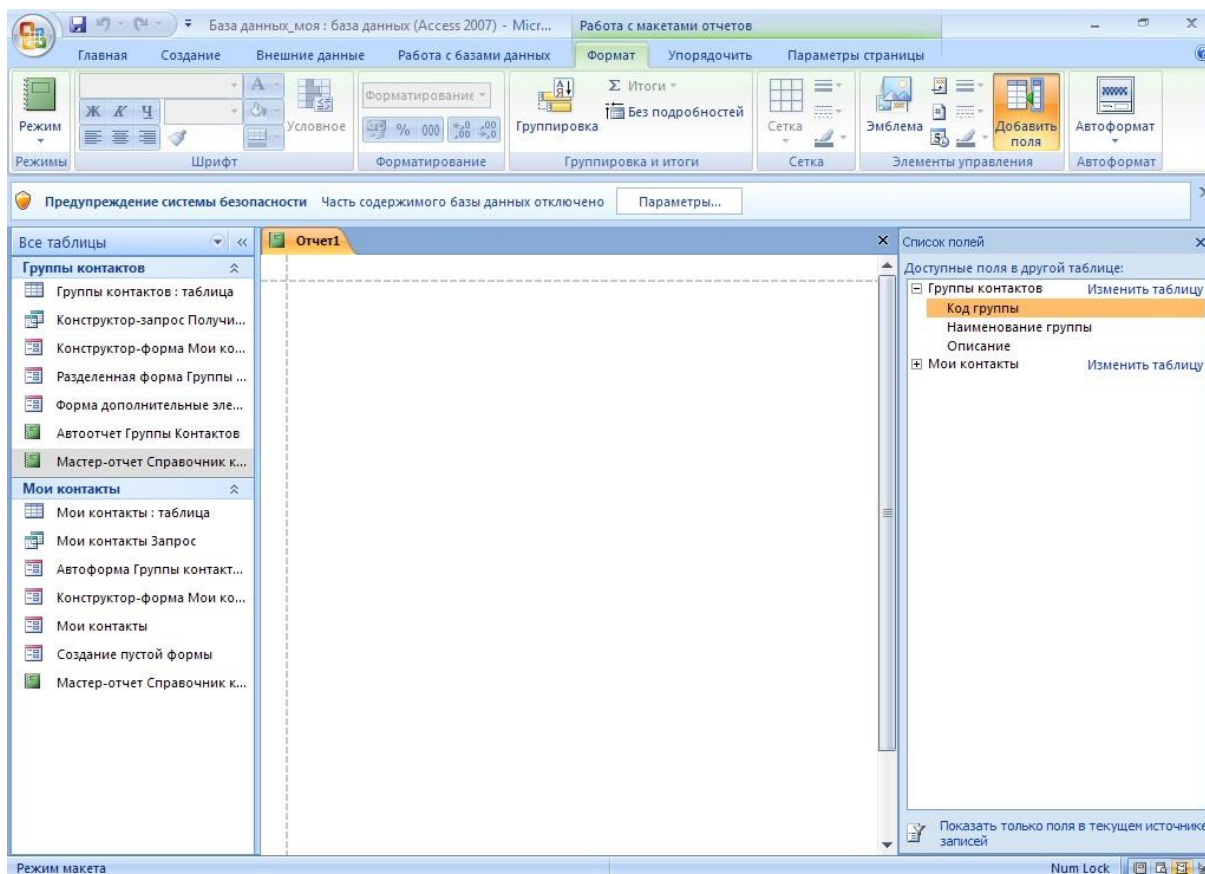 База данных_моя : база данных (Access 2007) - Micr...
Работа с макетами отчетов
Главная Создание Внешние данные Работа с базами данных Формат Упорядочить Параметры страницы
Режим
Режимы
Ж К Ч
А
Условное
Шрифт
Форматирование
% 000
Форматирование
Группировка
Σ Итоги
Без подробностей
Группировка и итоги
Сетка
Сетка
Эмблема
Добавить поля
Элементы управления
Автоформат
Автоформат
Предупреждение системы безопасности Часть содержимого базы данных отключено Параметры...
Все таблицы
Группы контактов
Группы контактов : таблица
Конструктор-запрос Получи...
Конструктор-форма Мои ко...
Разделенная форма Группы ...
Форма дополнительные эле...
Автоотчет Группы Контактов
Мастер-отчет Справочник к...
Мои контакты
Мои контакты : таблица
Мои контакты Запрос
Автоформа Группы контакт...
Конструктор-форма Мои ко...
Мои контакты
Создание пустой формы
Мастер-отчет Справочник к...
Отчет1
Список полей
Доступные поля в другой таблице:
Группы контактов Изменить таблицу
Код группы
Наименование группы
Описание
Мои контакты Изменить таблицу
Показать только поля в текущем источнике
записей
Режим макета
Num Lock